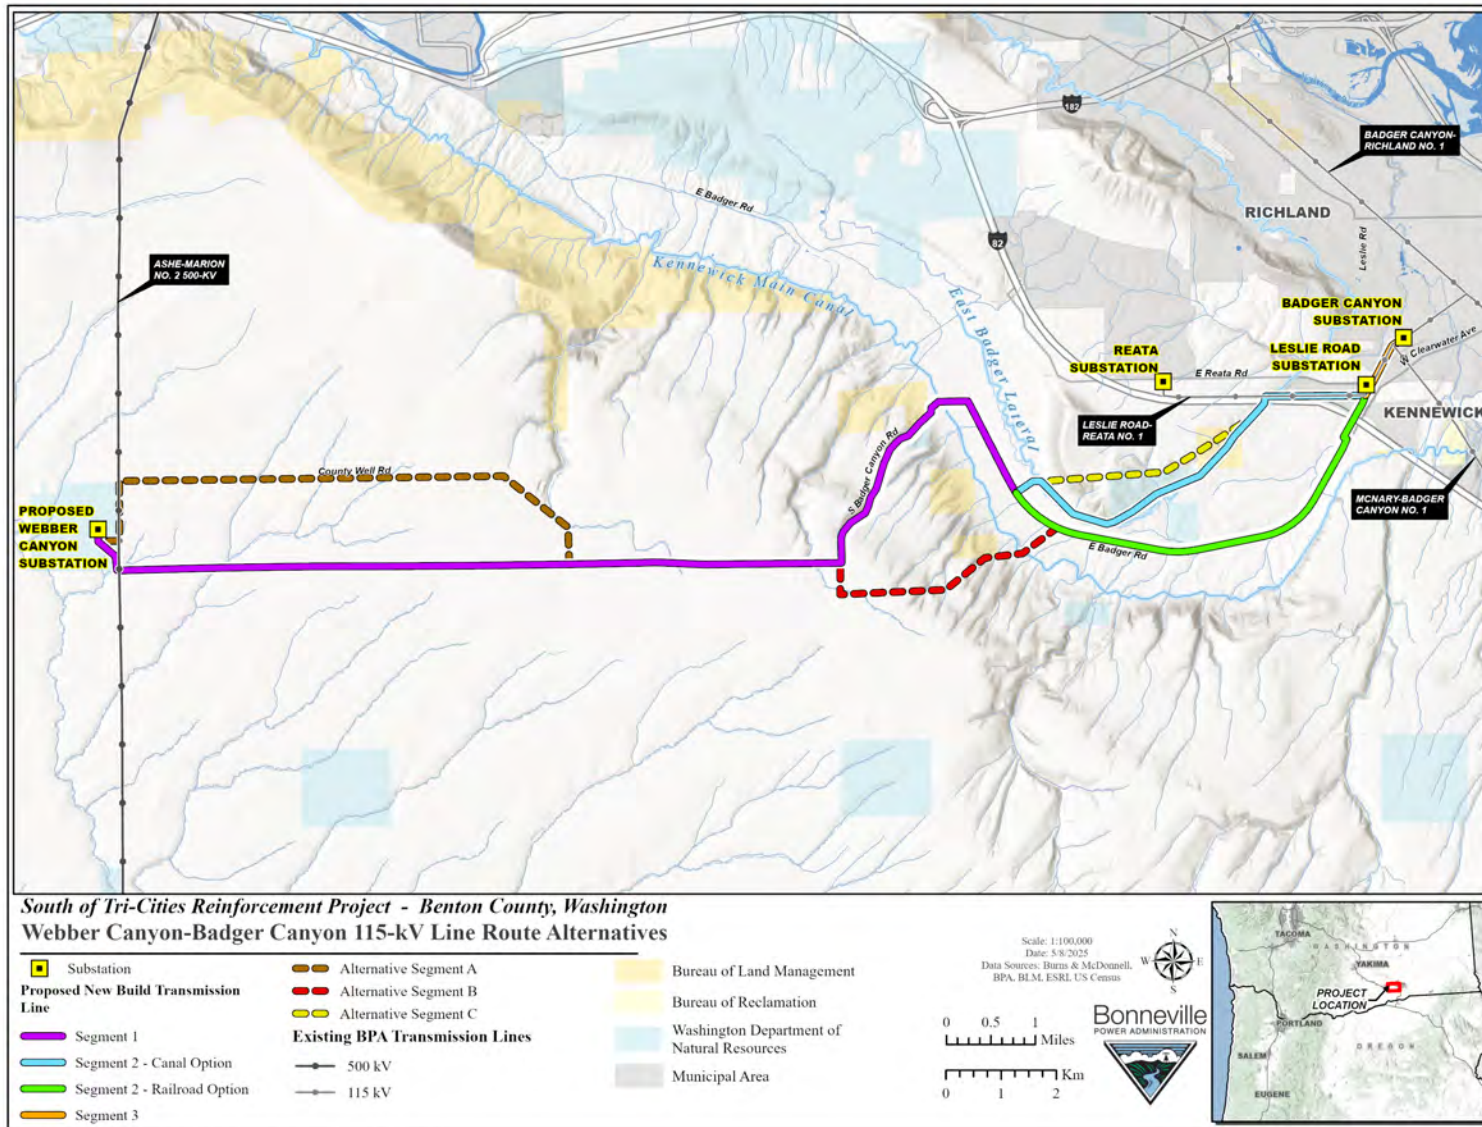 182
BADGER CANYON-
RICHLAND NO. 1
E Badger Rd
RICHLAND
82
Leslie Rd
ASHE-MARION
NO. 2 500-KV
Kennewick Main Canal
East Badger Lateral
BADGER CANYON
SUBSTATION
REATA
SUBSTATION
LESLIE ROAD
SUBSTATION
W Clearwater Ave
E Reata Rd
KENNEWICK
LESLIE ROAD-
REATA NO. 1
S Badger Canyon Rd
County Well Rd
MCNARY-BADGER
CANYON NO. 1
PROPOSED
WEBBER
CANYON
SUBSTATION
E Badger Rd
South of Tri-Cities Reinforcement Project - Benton County, Washington
Webber Canyon-Badger Canyon 115-kV Line Route Alternatives
Substation
Proposed New Build Transmission
Line
Segment 1
Segment 2 - Canal Option
Segment 2 - Railroad Option
Segment 3
Alternative Segment A
Alternative Segment B
Alternative Segment C
Existing BPA Transmission Lines
500 kV
115 kV
Bureau of Land Management
Bureau of Reclamation
Washington Department of
Natural Resources
Municipal Area
Scale: 1:100,000
Date: 5/8/2025
Data Sources: Burns & McDonnell,
BPA, BLM, ESRI, US Census
N
W E
S
0 0.5 1
Miles
Km
0 1 2
Bonneville
POWER ADMINISTRATION
TACOMA
WASHINGTON
YAKIMA
PROJECT
LOCATION
PORTLAND
SALEM
OREGON
EUGENE